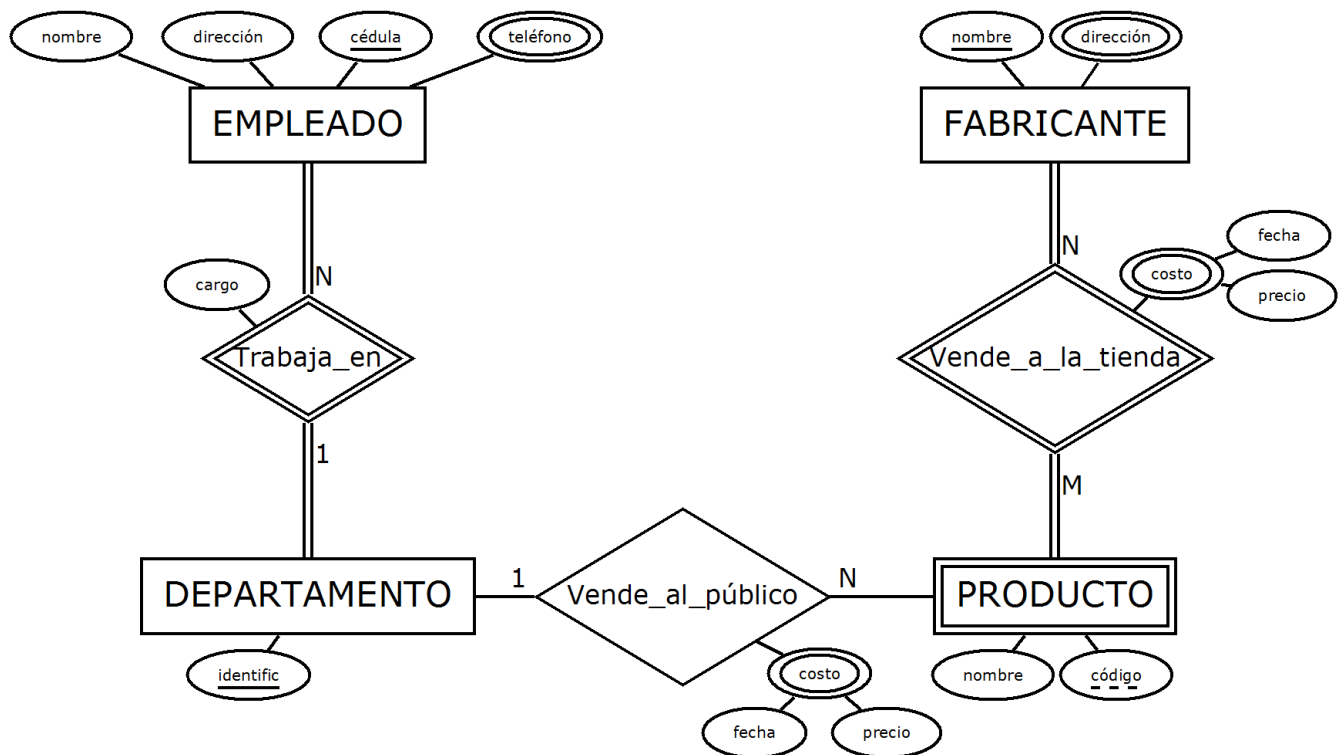 nombre
dirección
cédula
teléfono
nombre
dirección
EMPLEADO
FABRICANTE
N
cargo
Trabaja_en
1
N
costo
fecha
precio
Vende_a_la_tienda
M
DEPARTAMENTO
1
Vende_al_público
N
PRODUCTO
identific
costo
fecha
precio
nombre
código